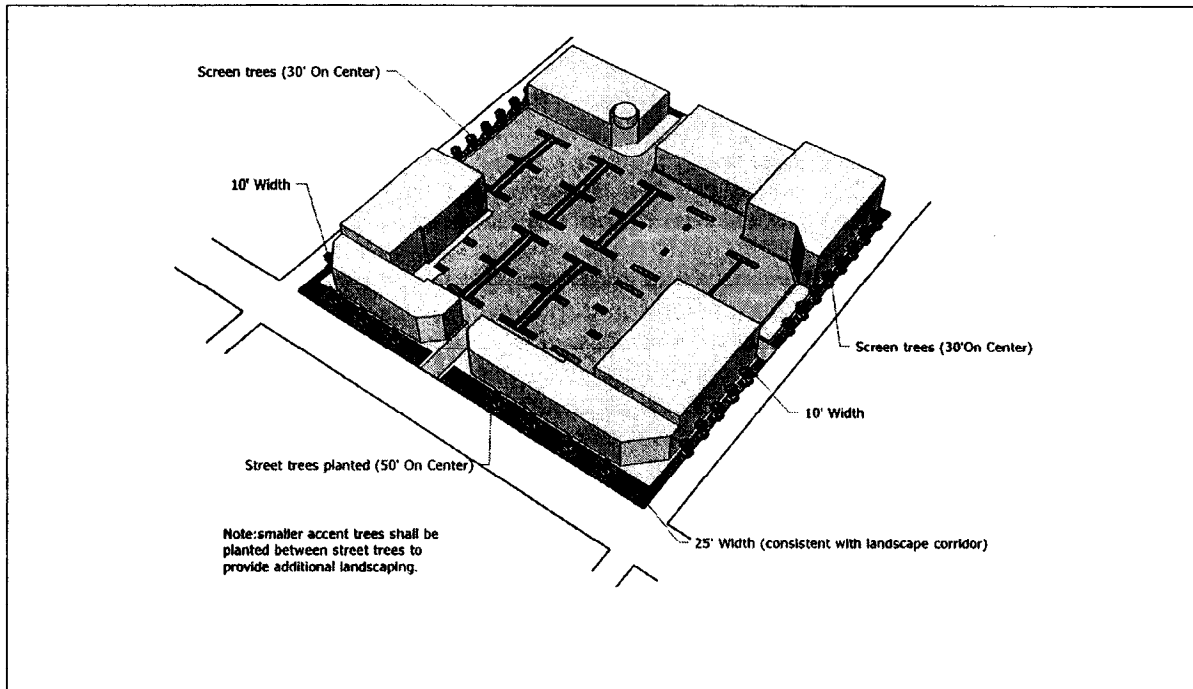 Screen trees (30' On Center)
10' Width
Screen trees (30'On Center)
10' Width
Street trees planted (50' On Center)
25' Width (consistent with landscape corridor)
Note:smaller accent trees shall be
planted between street trees to
provide additional landscaping.